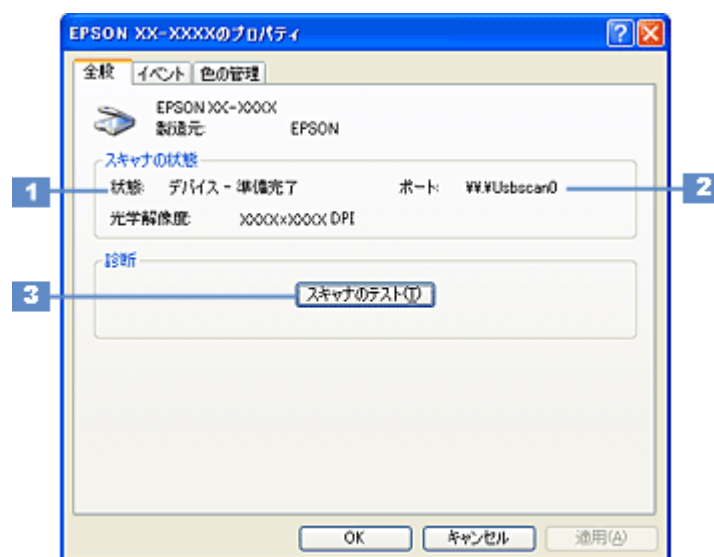 EPSON XX-XXXXのプロパティ
全般 イベント 色の管理
EPSON XX-XXXX
製造元: EPSON
スキャナの状態
1 状態: デバイス - 準備完了 ポート: ¥¥.¥Usbscan0 2
光学解像度: XXXX×XXXX DPI
診断
3 スキャナのテスト(T)
OK キャンセル 適用(A)